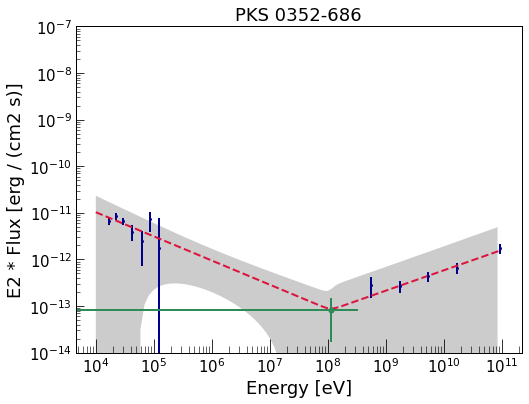 PKS 0352-686
E2 * Flux [erg / (cm2 s)]
10⁻⁷
10⁻⁸
10⁻⁹
10⁻¹⁰
10⁻¹¹
10⁻¹²
10⁻¹³
10⁻¹⁴
10⁴ 10⁵ 10⁶ 10⁷ 10⁸ 10⁹ 10¹⁰ 10¹¹
Energy [eV]